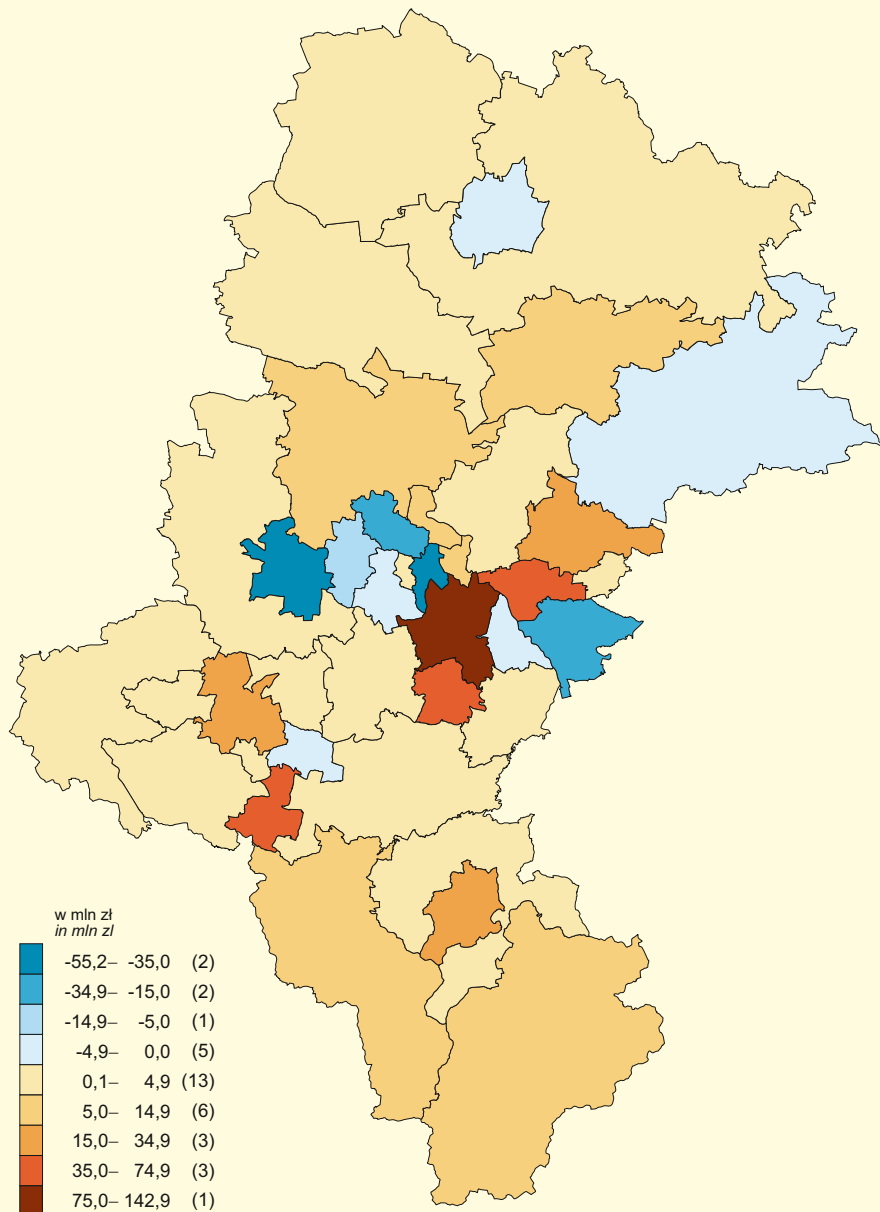 w mln zł
in mln zl
-55,2– -35,0 (2)
-34,9– -15,0 (2)
-14,9– -5,0 (1)
-4,9– 0,0 (5)
0,1– 4,9 (13)
5,0– 14,9 (6)
15,0– 34,9 (3)
35,0– 74,9 (3)
75,0– 142,9 (1)